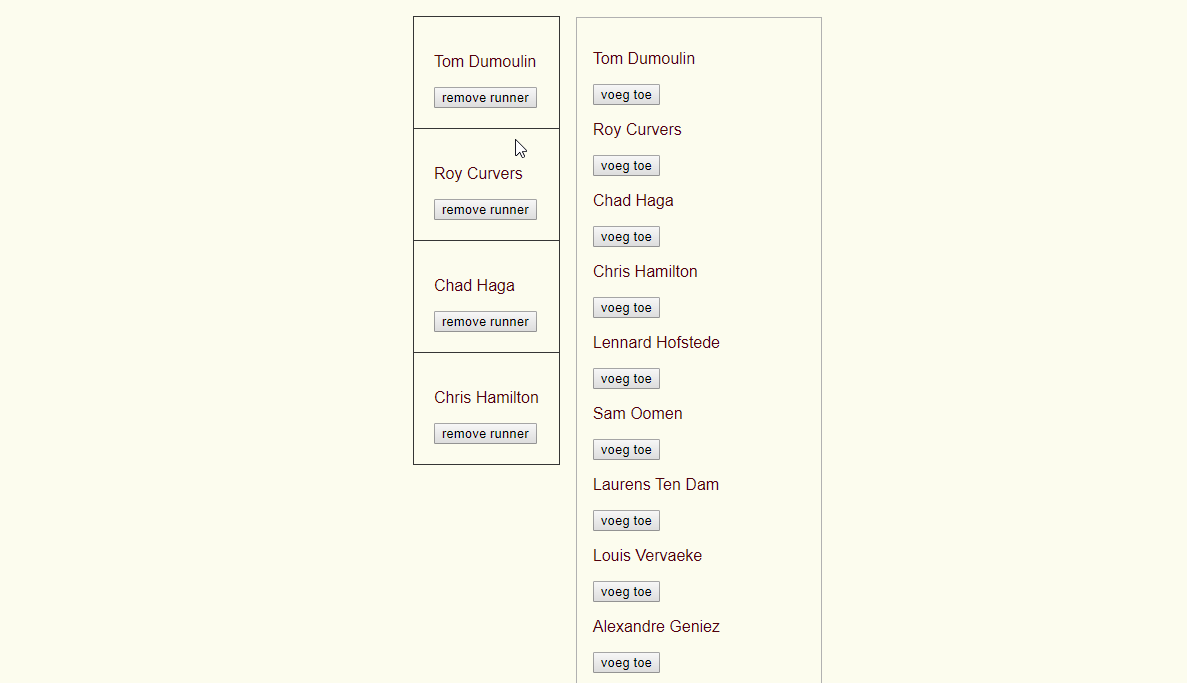 Tom Dumoulin
remove runner
Roy Curvers
remove runner
Chad Haga
remove runner
Chris Hamilton
remove runner
Tom Dumoulin
voeg toe
Roy Curvers
voeg toe
Chad Haga
voeg toe
Chris Hamilton
voeg toe
Lennard Hofstede
voeg toe
Sam Oomen
voeg toe
Laurens Ten Dam
voeg toe
Louis Vervaeke
voeg toe
Alexandre Geniez
voeg toe